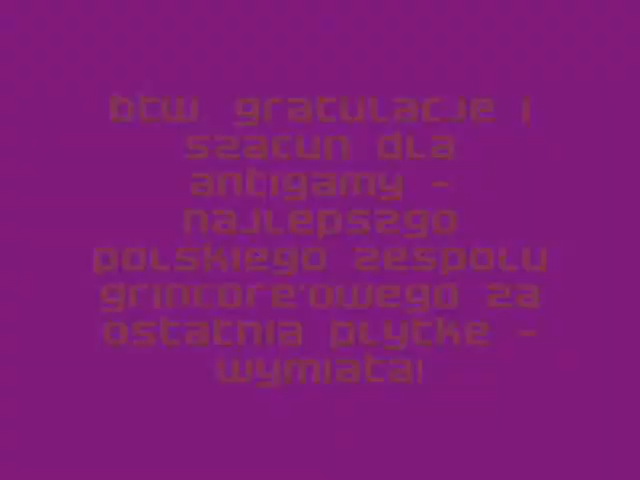 btw gratulacje i
szacun dla
antigamy -
najlepszego
polskiego zespolu
grincore'owego za
ostatnia plytke -
wymiata!